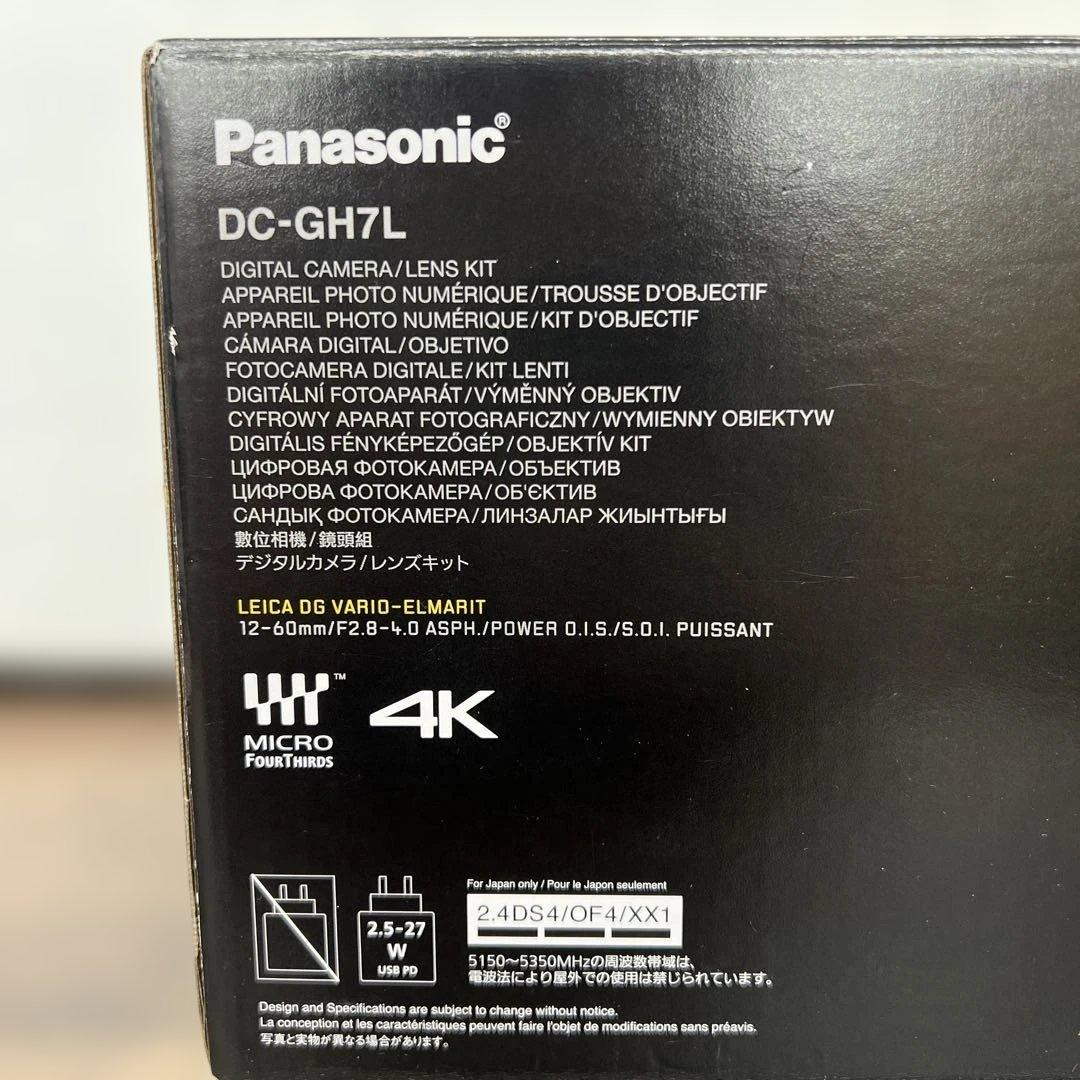 Panasonic®
DC-GH7L
DIGITAL CAMERA/LENS KIT
APPAREIL PHOTO NUMÉRIQUE/TROUSSE D'OBJECTIF
APPAREIL PHOTO NUMÉRIQUE/KIT D'OBJECTIF
CÁMARA DIGITAL/OBJETIVO
FOTOCAMERA DIGITALE/KIT LENTI
DIGITÁLNÍ FOTOAPARÁT/VÝMĚNNÝ OBJEKTIV
CYFROWY APARAT FOTOGRAFICZNY/WYMIENNY OBIEKTYW
DIGITÁLIS FÉNYKÉPEZŐGÉP/OBJEKTÍV KIT
ЦИФРОВАЯ ФОТОКАМЕРА/ОБЪЕКТИВ
ЦИФРОВА ФОТОКАМЕРА/ОБ'ЄКТИВ
САНДЫҚ ФОТОКАМЕРА/ЛИНЗАЛАР ЖИЫНТЫҒЫ
數位相機/鏡頭組
デジタルカメラ/レンズキット
LEICA DG VARIO-ELMARIT
12-60mm/F2.8-4.0 ASPH./POWER O.I.S./S.O.I. PUISSANT
™
MICRO
FOURTHIRDS
4K
2.5-27
W
USB PD
For Japan only / Pour le Japon seulement
2.4DS4/OF4/XX1
5150～5350MHzの周波数帯域は、
電波法により屋外での使用は禁じられています。
Design and Specifications are subject to change without notice.
La conception et les caractéristiques peuvent faire l'objet de modifications sans préavis.
写真と実物が異なる場合があります。